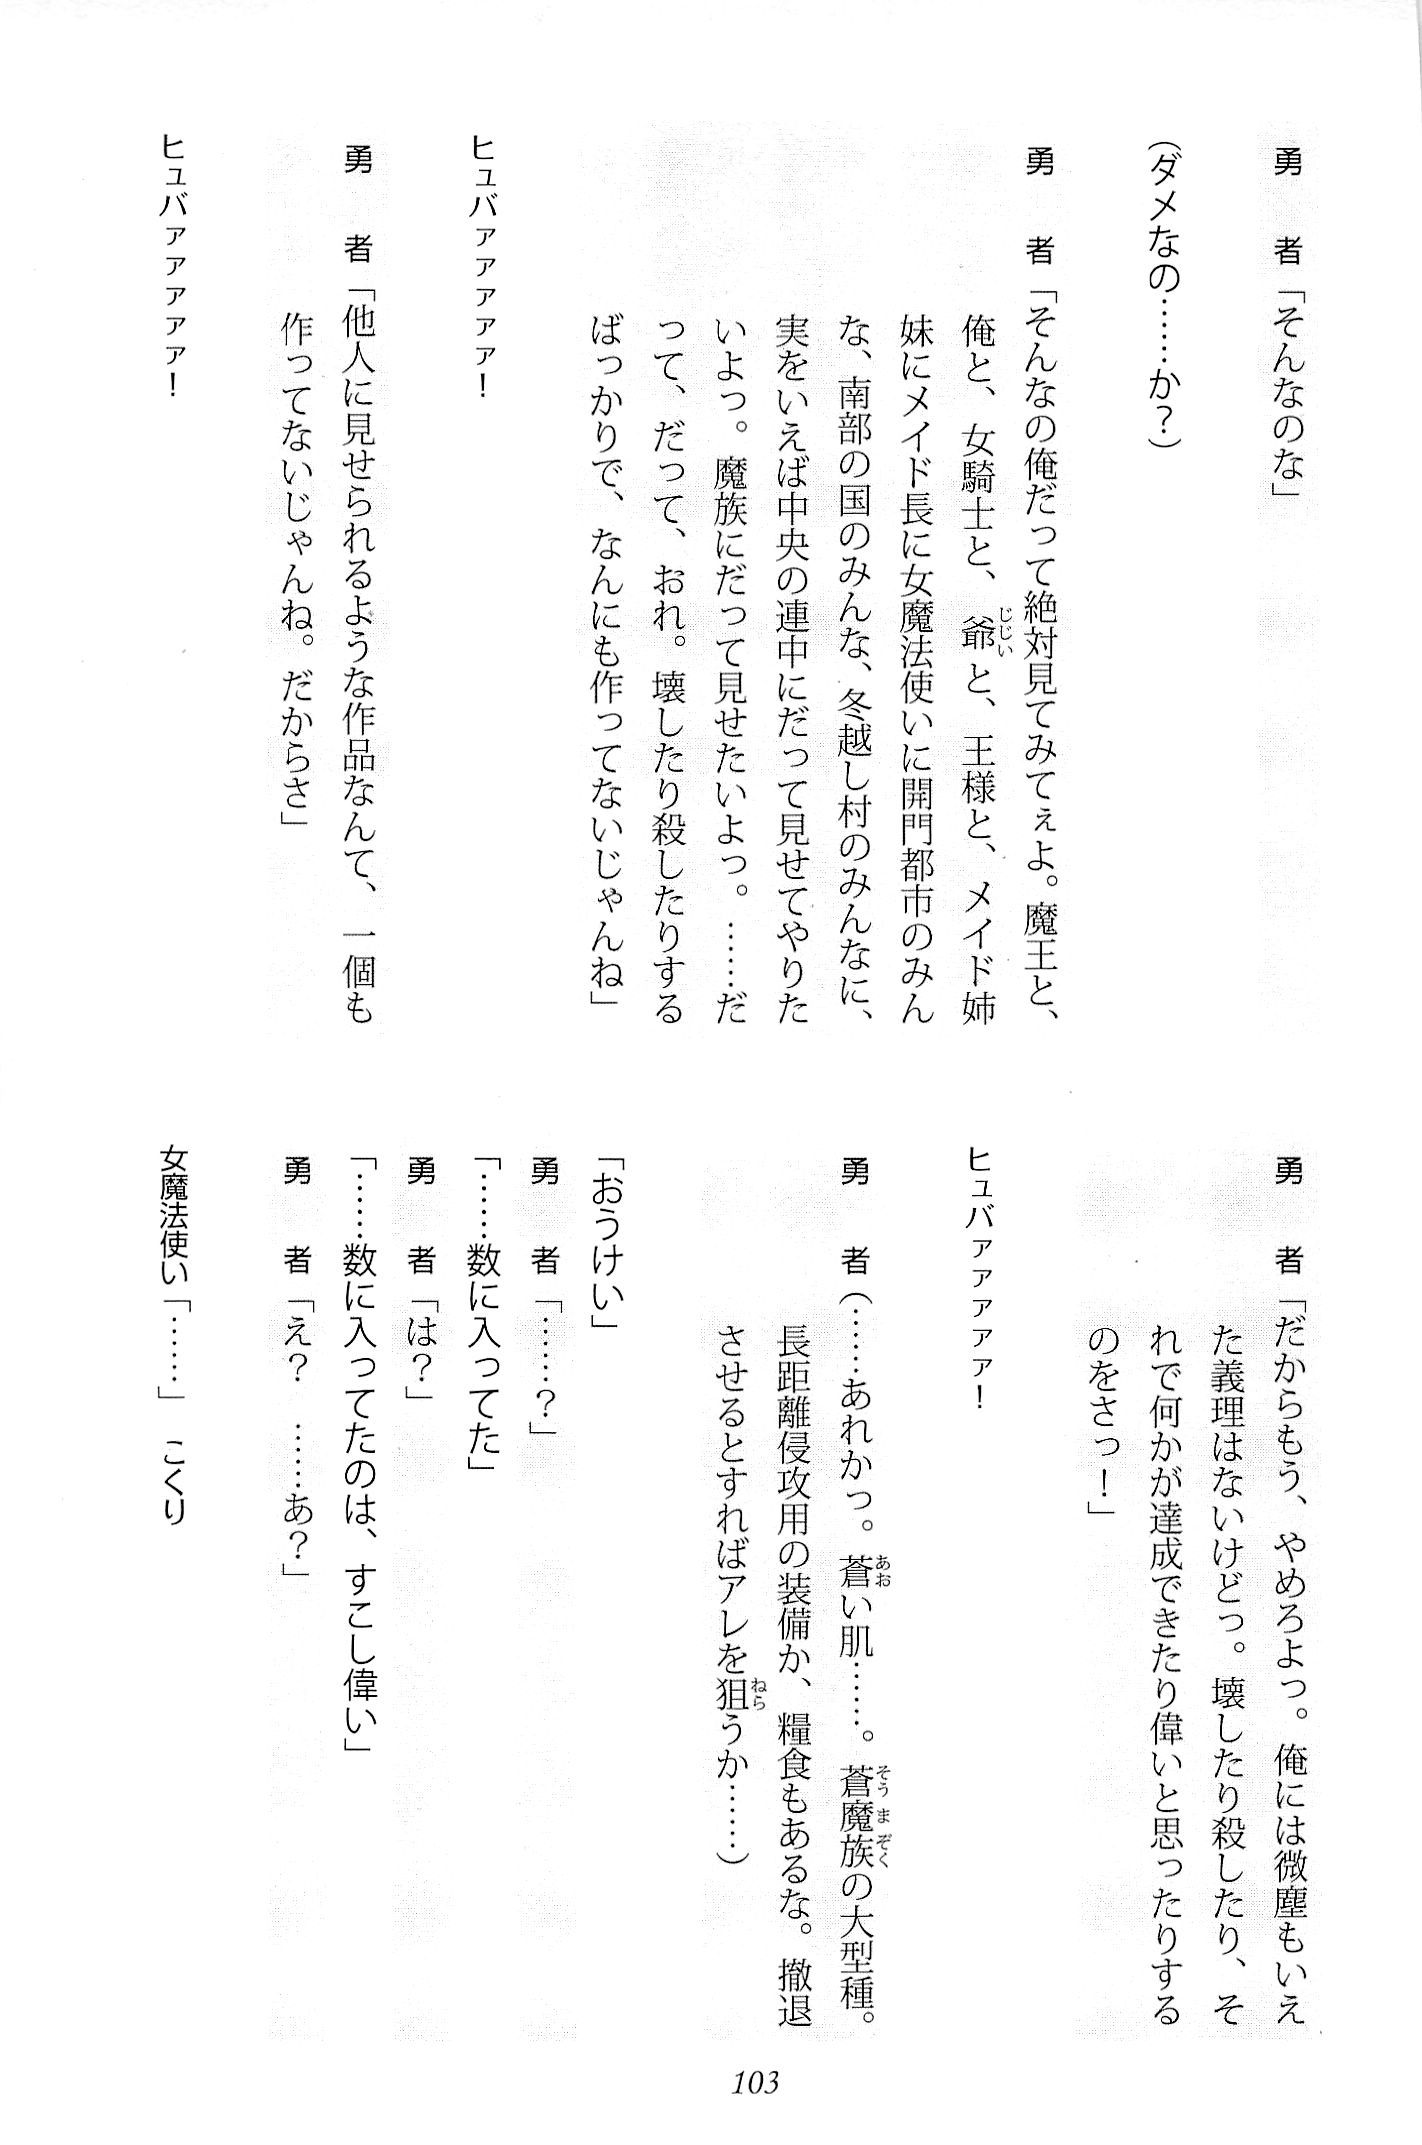 勇　者「そんなのな」
(ダメなの……か？)
勇　者「そんなの俺だって絶対見てみてぇよ。魔王と、
俺と、女騎士と、爺と、王様と、メイド姉
妹にメイド長に女魔法使いに開門都市のみん
な、南部の国のみんな、冬越し村のみんなに、
実をいえば中央の連中にだって見せてやりた
いよっ。魔族にだって見せたいよっ。……だ
って、だって、おれ。壊したり殺したりする
ばっかりで、なんにも作ってないじゃんね」
ヒュバァァァァァ！
勇　者「他人に見せられるような作品なんて、一個も
作ってないじゃんね。だからさ」
ヒュバァァァァァ！
勇　者「だからもう、やめろよっ。俺には微塵もいえ
た義理はないけどっ。壊したり殺したり、そ
れで何かが達成できたり偉いと思ったりする
のをさっ！」
ヒュバァァァァァ！
勇　者（……あれかっ。蒼い肌……。蒼魔族の大型種。
長距離侵攻用の装備か、糧食もあるな。撤退
させるとすればアレを狙うか……）
「おうけい」
勇　者「……？」
「……数に入ってた」
勇　者「は？」
「……数に入ってたのは、すこし偉い」
勇　者「え？　……あ？」
女魔法使い「……」　こくり
103